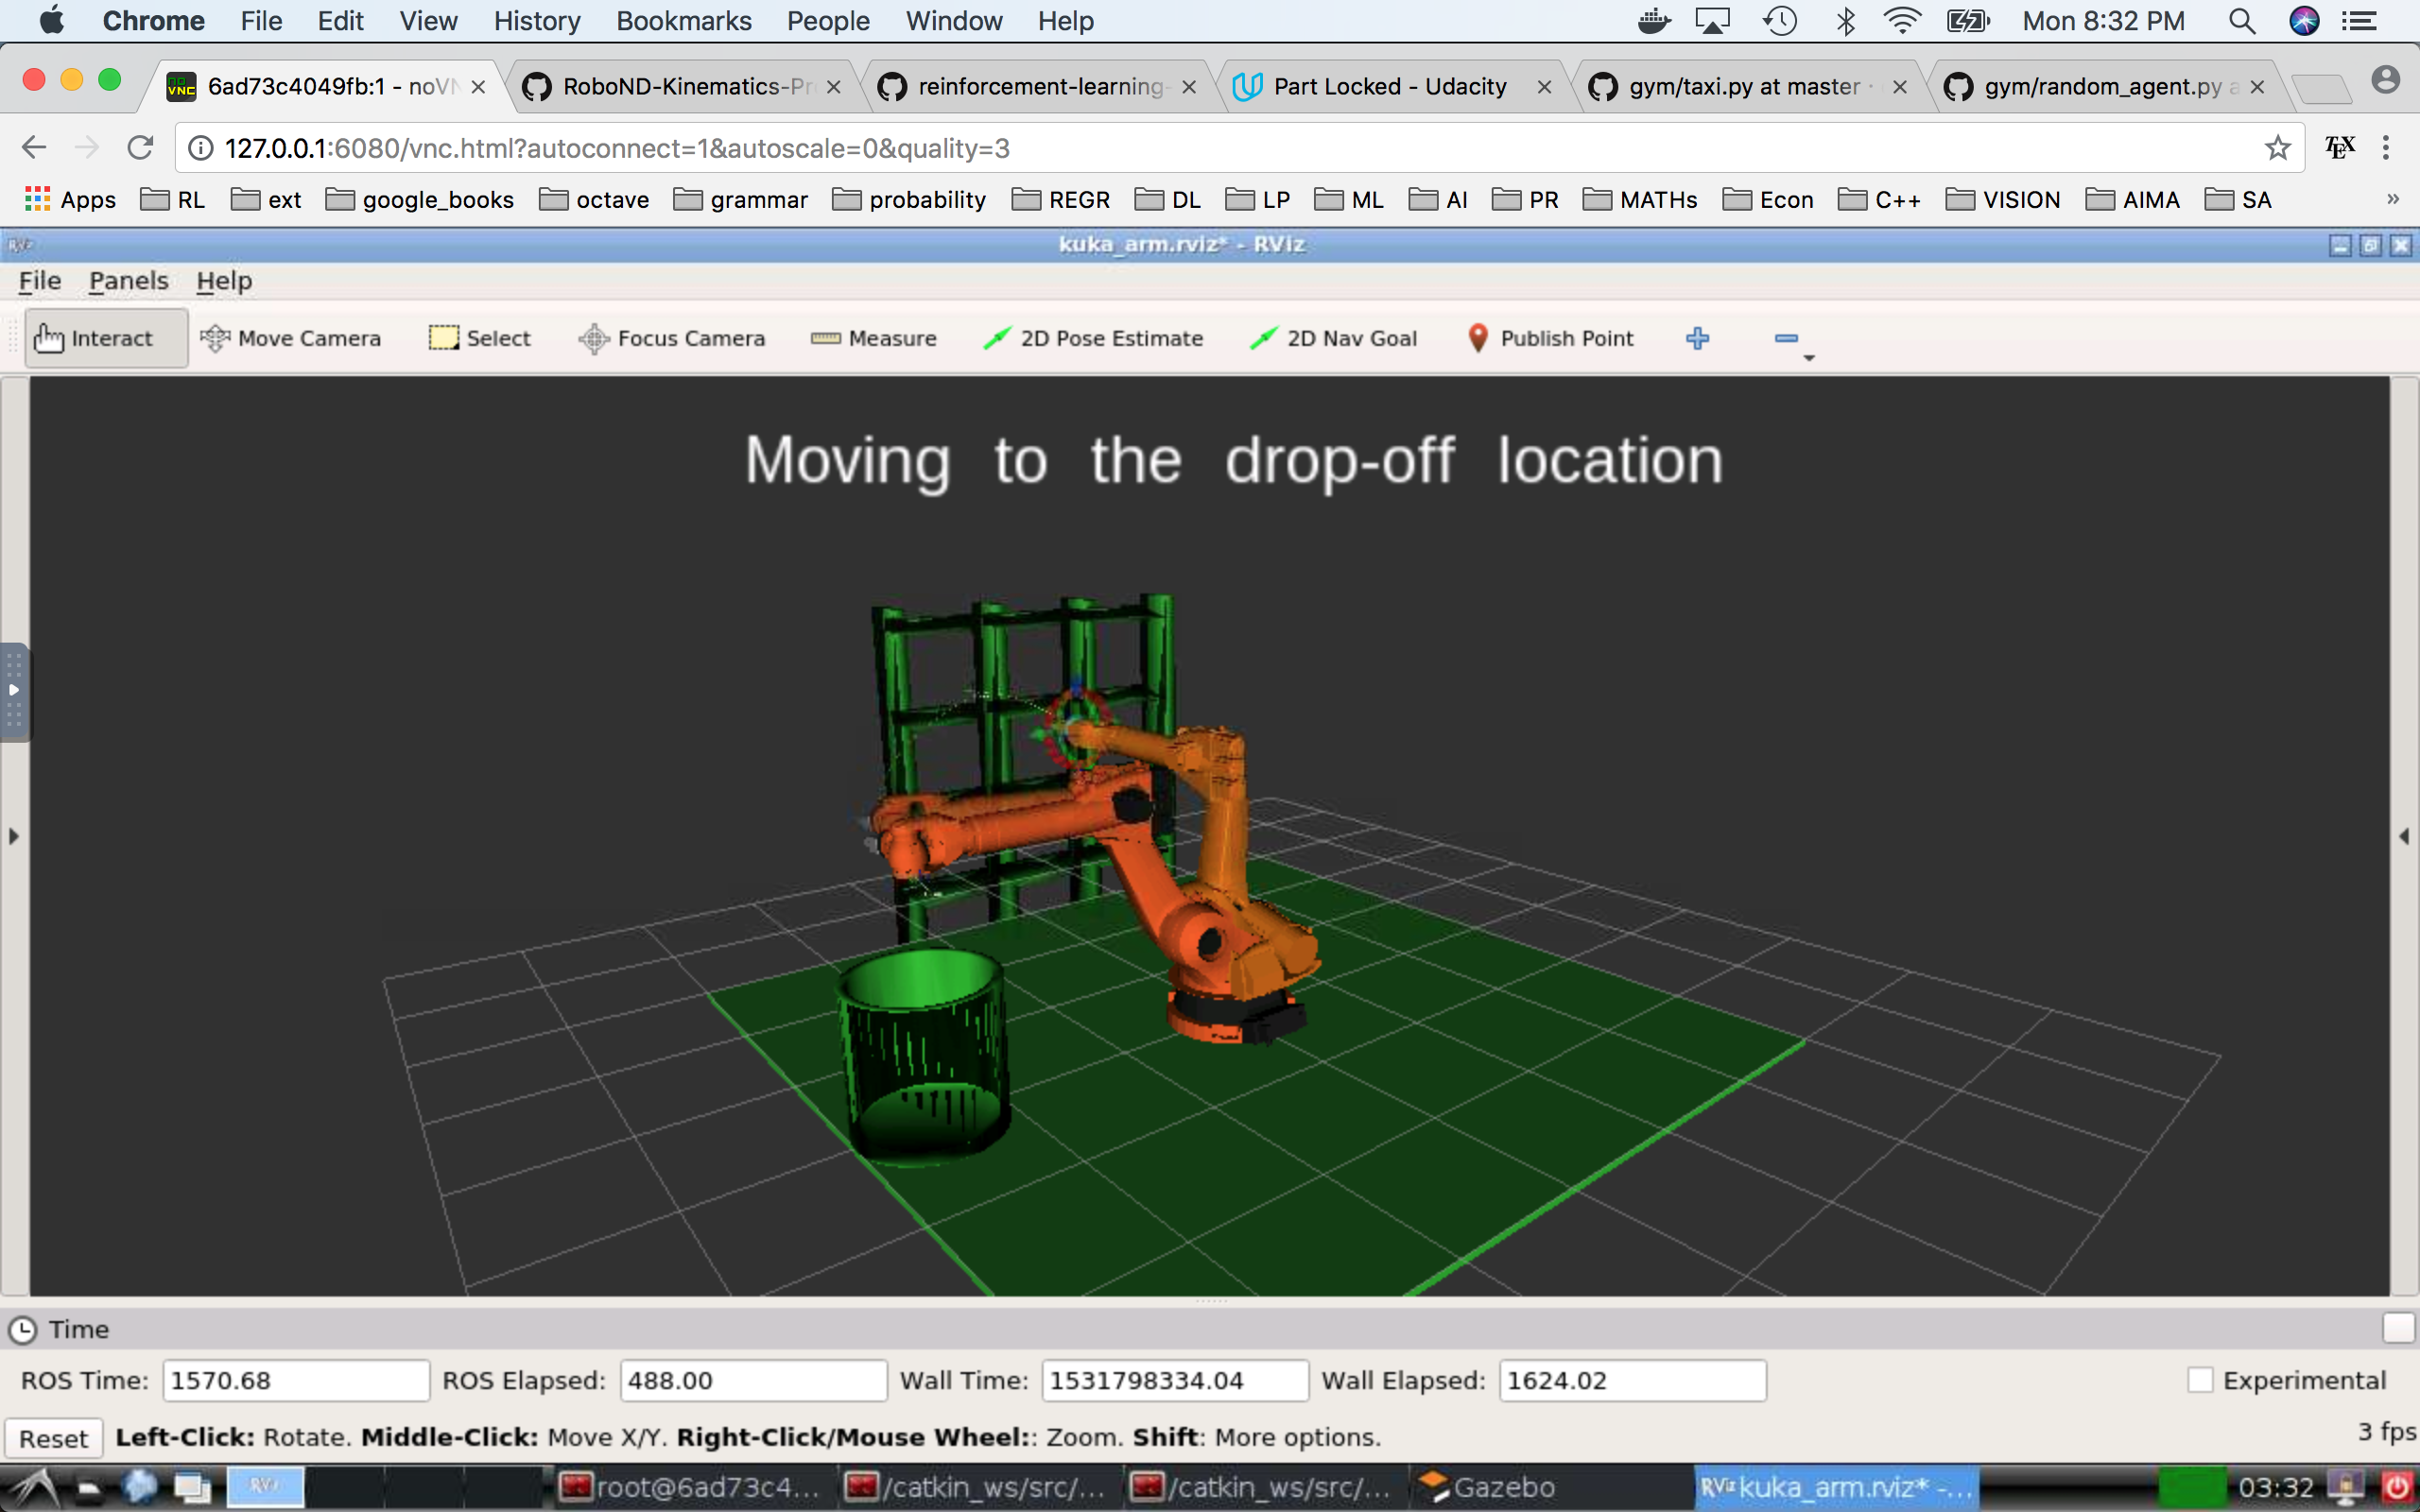 Chrome File Edit View History Bookmarks People Window Help Mon 8:32 PM
6ad73c4049fb:1 - noVN RoboND-Kinematics-Pr reinforcement-learning- Part Locked - Udacity gym/taxi.py at master · gym/random_agent.py a
127.0.0.1:6080/vnc.html?autoconnect=1&autoscale=0&quality=3 TEX
Apps RL ext google_books octave grammar probability REGR DL LP ML AI PR MATHs Econ C++ VISION AIMA SA »
kuka_arm.rviz* - RViz
File Panels Help
Interact Move Camera Select Focus Camera Measure 2D Pose Estimate 2D Nav Goal Publish Point
Moving to the drop-off location
Time
ROS Time: 1570.68 ROS Elapsed: 488.00 Wall Time: 1531798334.04 Wall Elapsed: 1624.02 Experimental
Reset Left-Click: Rotate. Middle-Click: Move X/Y. Right-Click/Mouse Wheel:: Zoom. Shift: More options. 3 fps
root@6ad73c4... /catkin_ws/src/... /catkin_ws/src/... Gazebo RViz kuka_arm.rviz* -... 03:32